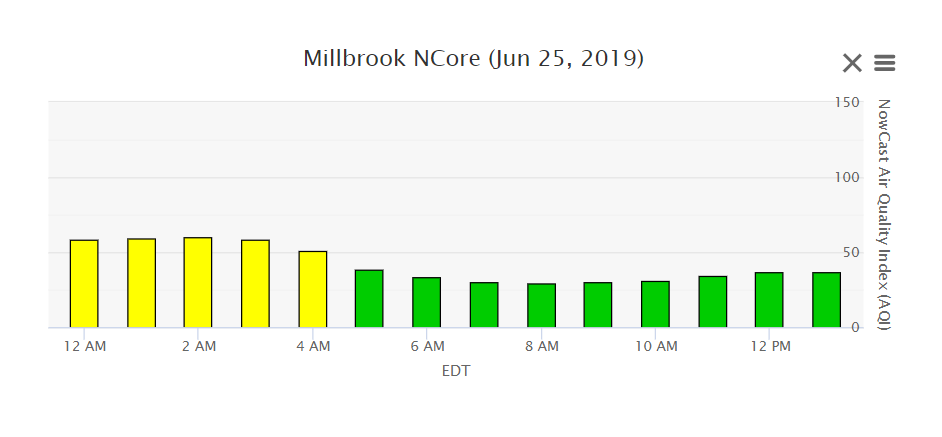 Millbrook NCore (Jun 25, 2019)
150
100
50
0
NowCast Air Quality Index (AQI)
12 AM 2 AM 4 AM 6 AM 8 AM 10 AM 12 PM
EDT